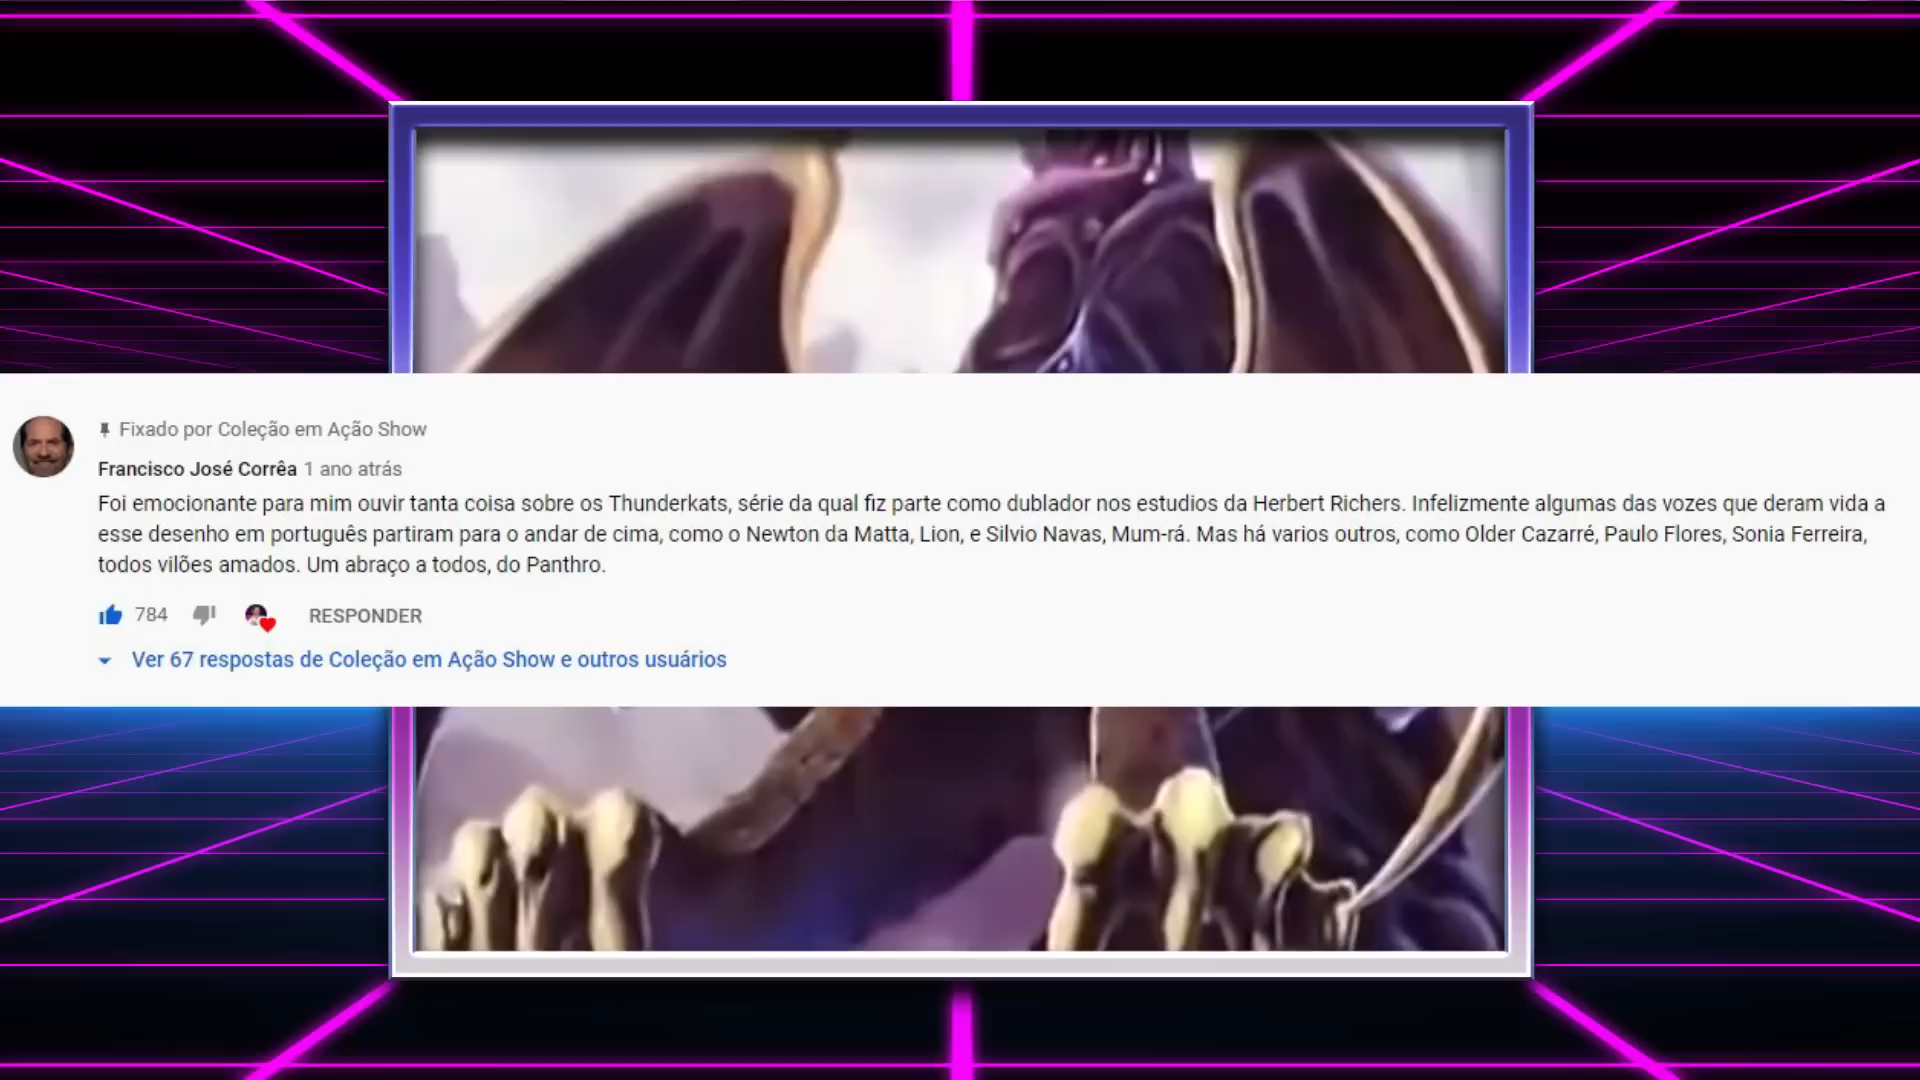 Fixado por Coleção em Ação Show
Francisco José Corrêa 1 ano atrás
Foi emocionante para mim ouvir tanta coisa sobre os Thunderkats, série da qual fiz parte como dublador nos estudios da Herbert Richers. Infelizmente algumas das vozes que deram vida a
esse desenho em português partiram para o andar de cima, como o Newton da Matta, Lion, e Silvio Navas, Mum-rá. Mas há varios outros, como Older Cazarré, Paulo Flores, Sonia Ferreira,
todos vilões amados. Um abraço a todos, do Panthro.
784 RESPONDER
Ver 67 respostas de Coleção em Ação Show e outros usuários